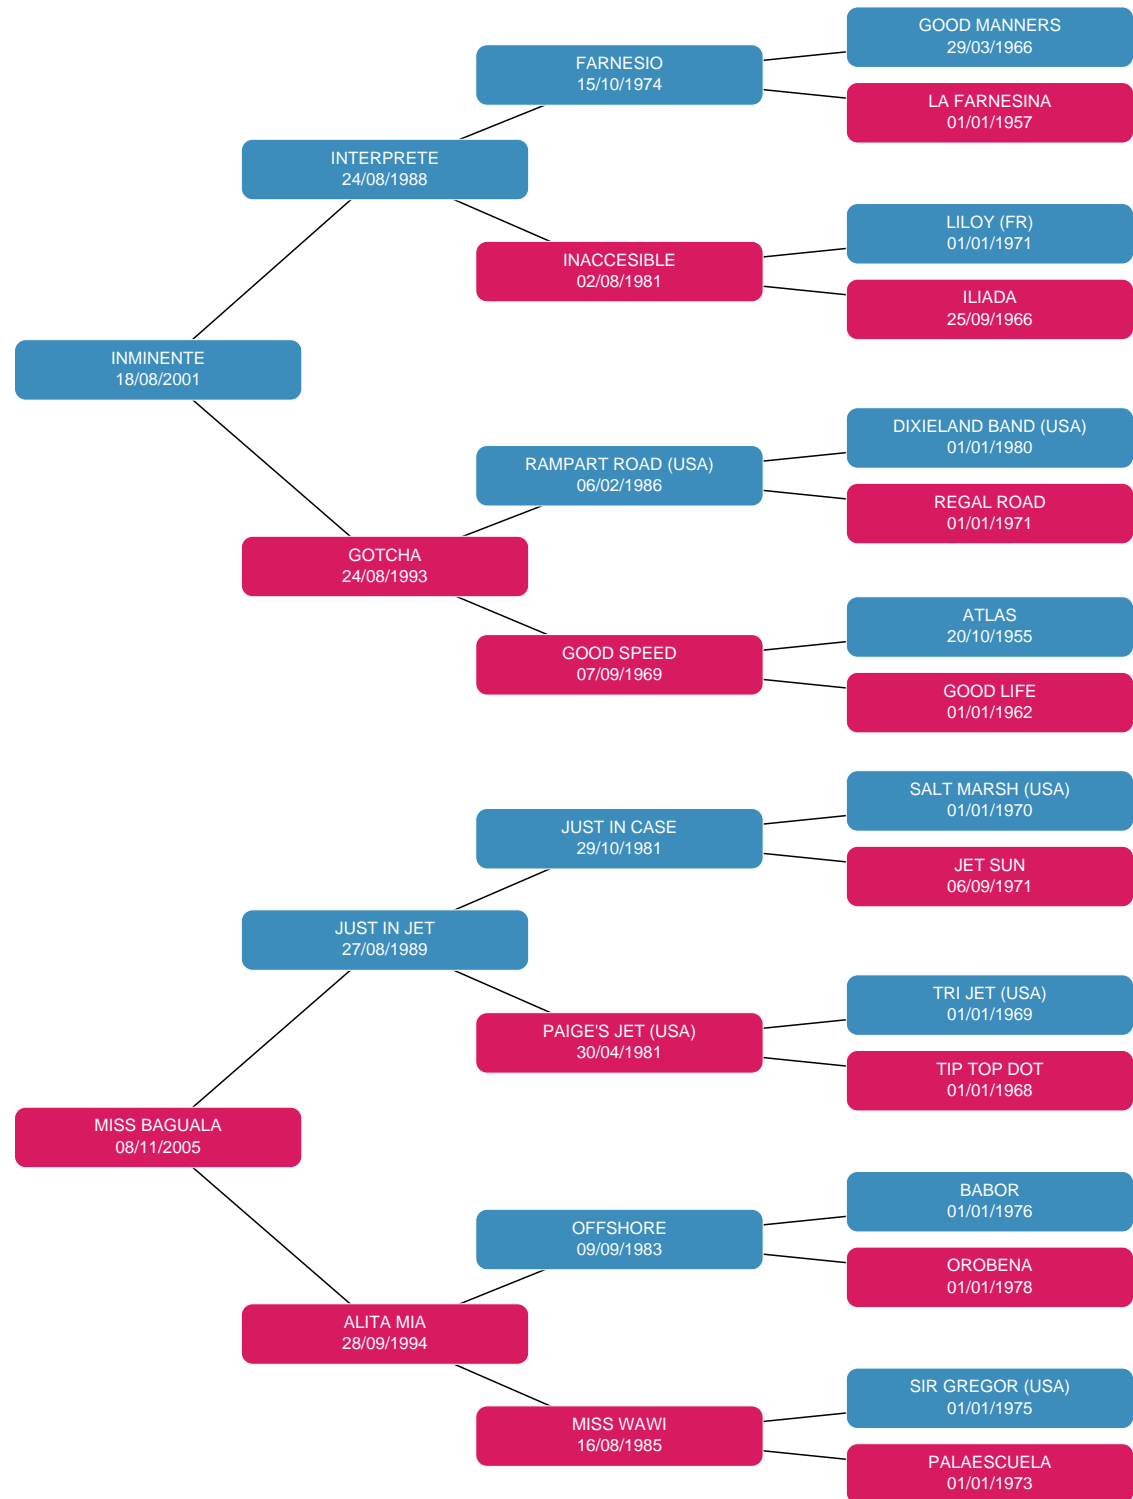 GOOD MANNERS
29/03/1966
FARNESIO
15/10/1974
LA FARNESINA
01/01/1957
INTERPRETE
24/08/1988
LILOY (FR)
01/01/1971
INACCESIBLE
02/08/1981
ILIADA
25/09/1966
INMINENTE
18/08/2001
DIXIELAND BAND (USA)
01/01/1980
RAMPART ROAD (USA)
06/02/1986
REGAL ROAD
01/01/1971
GOTCHA
24/08/1993
ATLAS
20/10/1955
GOOD SPEED
07/09/1969
GOOD LIFE
01/01/1962
SALT MARSH (USA)
01/01/1970
JUST IN CASE
29/10/1981
JET SUN
06/09/1971
JUST IN JET
27/08/1989
TRI JET (USA)
01/01/1969
PAIGE'S JET (USA)
30/04/1981
TIP TOP DOT
01/01/1968
MISS BAGUALA
08/11/2005
BABOR
01/01/1976
OFFSHORE
09/09/1983
OROBENA
01/01/1978
ALITA MIA
28/09/1994
SIR GREGOR (USA)
01/01/1975
MISS WAWI
16/08/1985
PALAESCUELA
01/01/1973